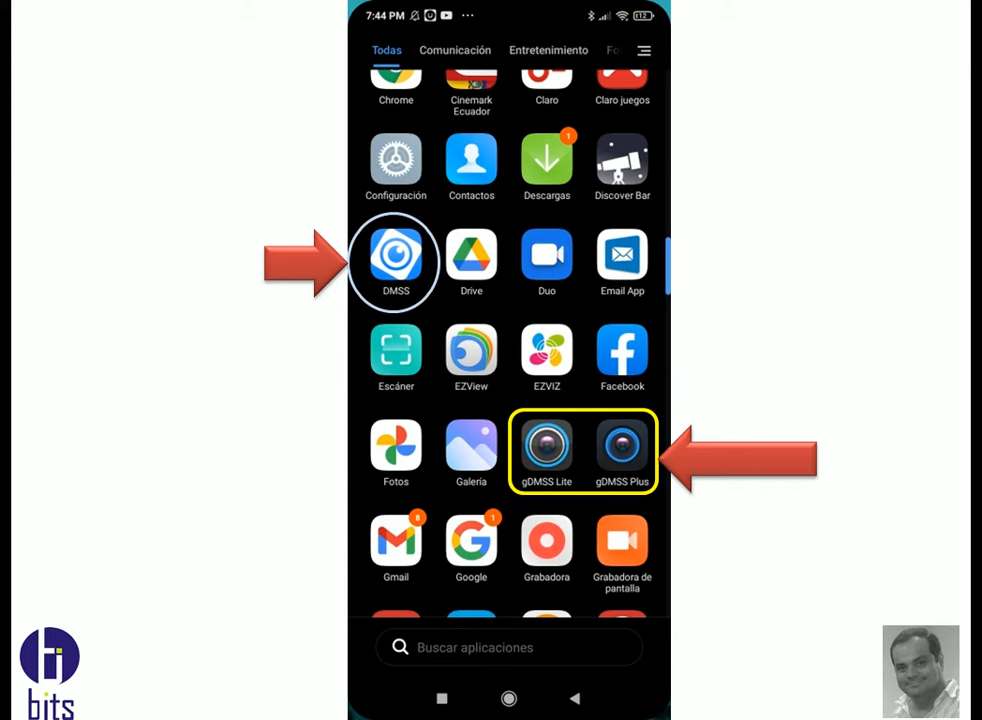 7:44 PM
112
Todas Comunicación Entretenimiento Fo
Chrome Cinemark Ecuador Claro Claro juegos
1
Configuración Contactos Descargas Discover Bar
DMSS Drive Duo Email App
Escáner EZView EZVIZ Facebook
Fotos Galería gDMSS Lite gDMSS Plus
8 1
Gmail Google Grabadora Grabadora de pantalla
Buscar aplicaciones
bits